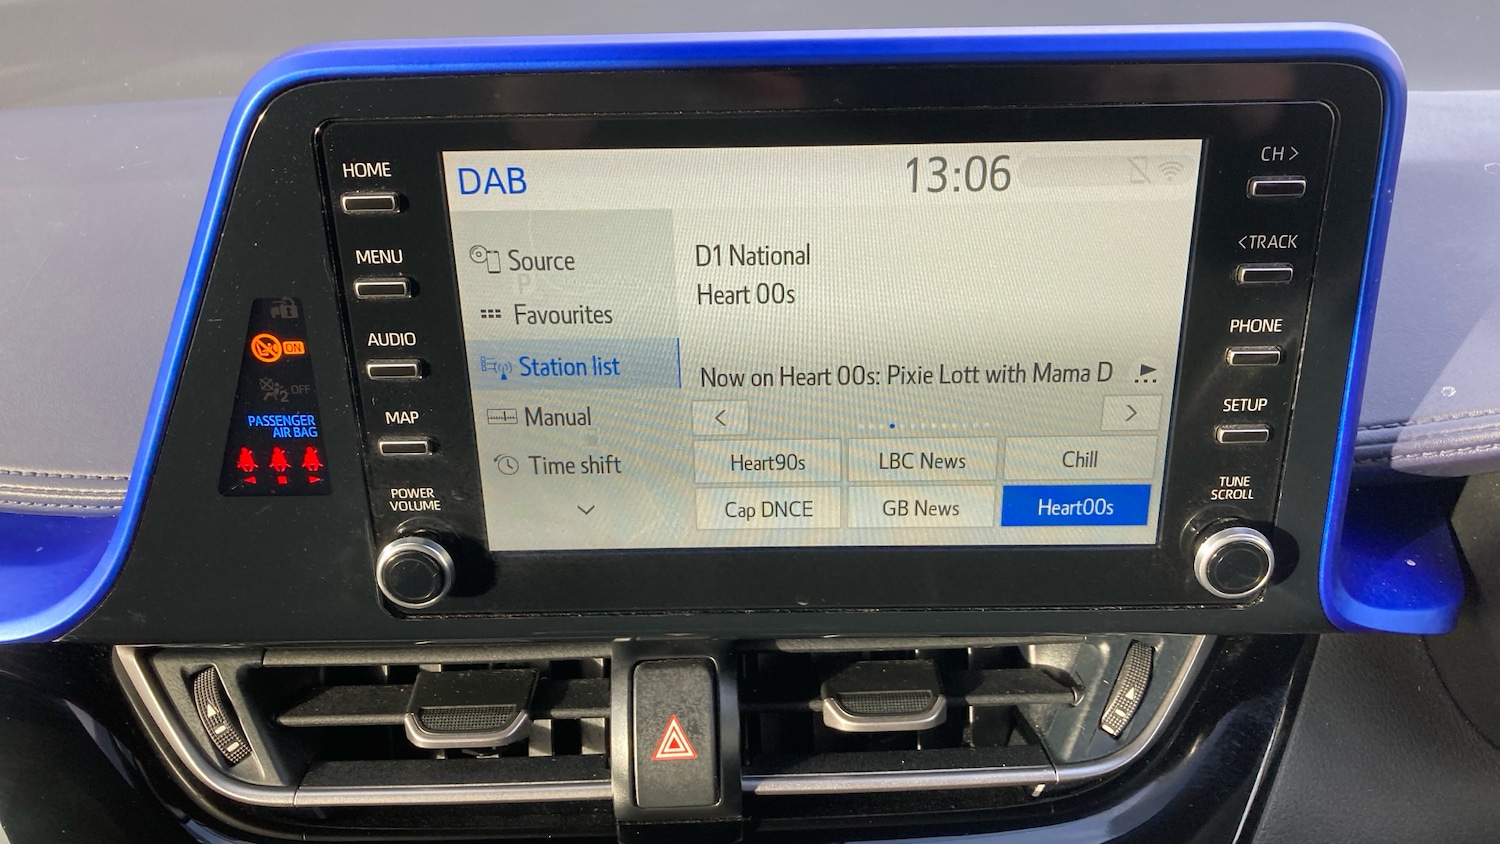 HOME
MENU
AUDIO
MAP
POWER
VOLUME
ON
2 OFF
PASSENGER
AIR BAG
DAB
13:06
Source
P
Favourites
Station list
Manual
Time shift
D1 National
Heart 00s
Now on Heart 00s: Pixie Lott with Mama D
Heart90s
LBC News
Chill
Cap DNCE
GB News
Heart00s
CH >
< TRACK
PHONE
SETUP
TUNE
SCROLL